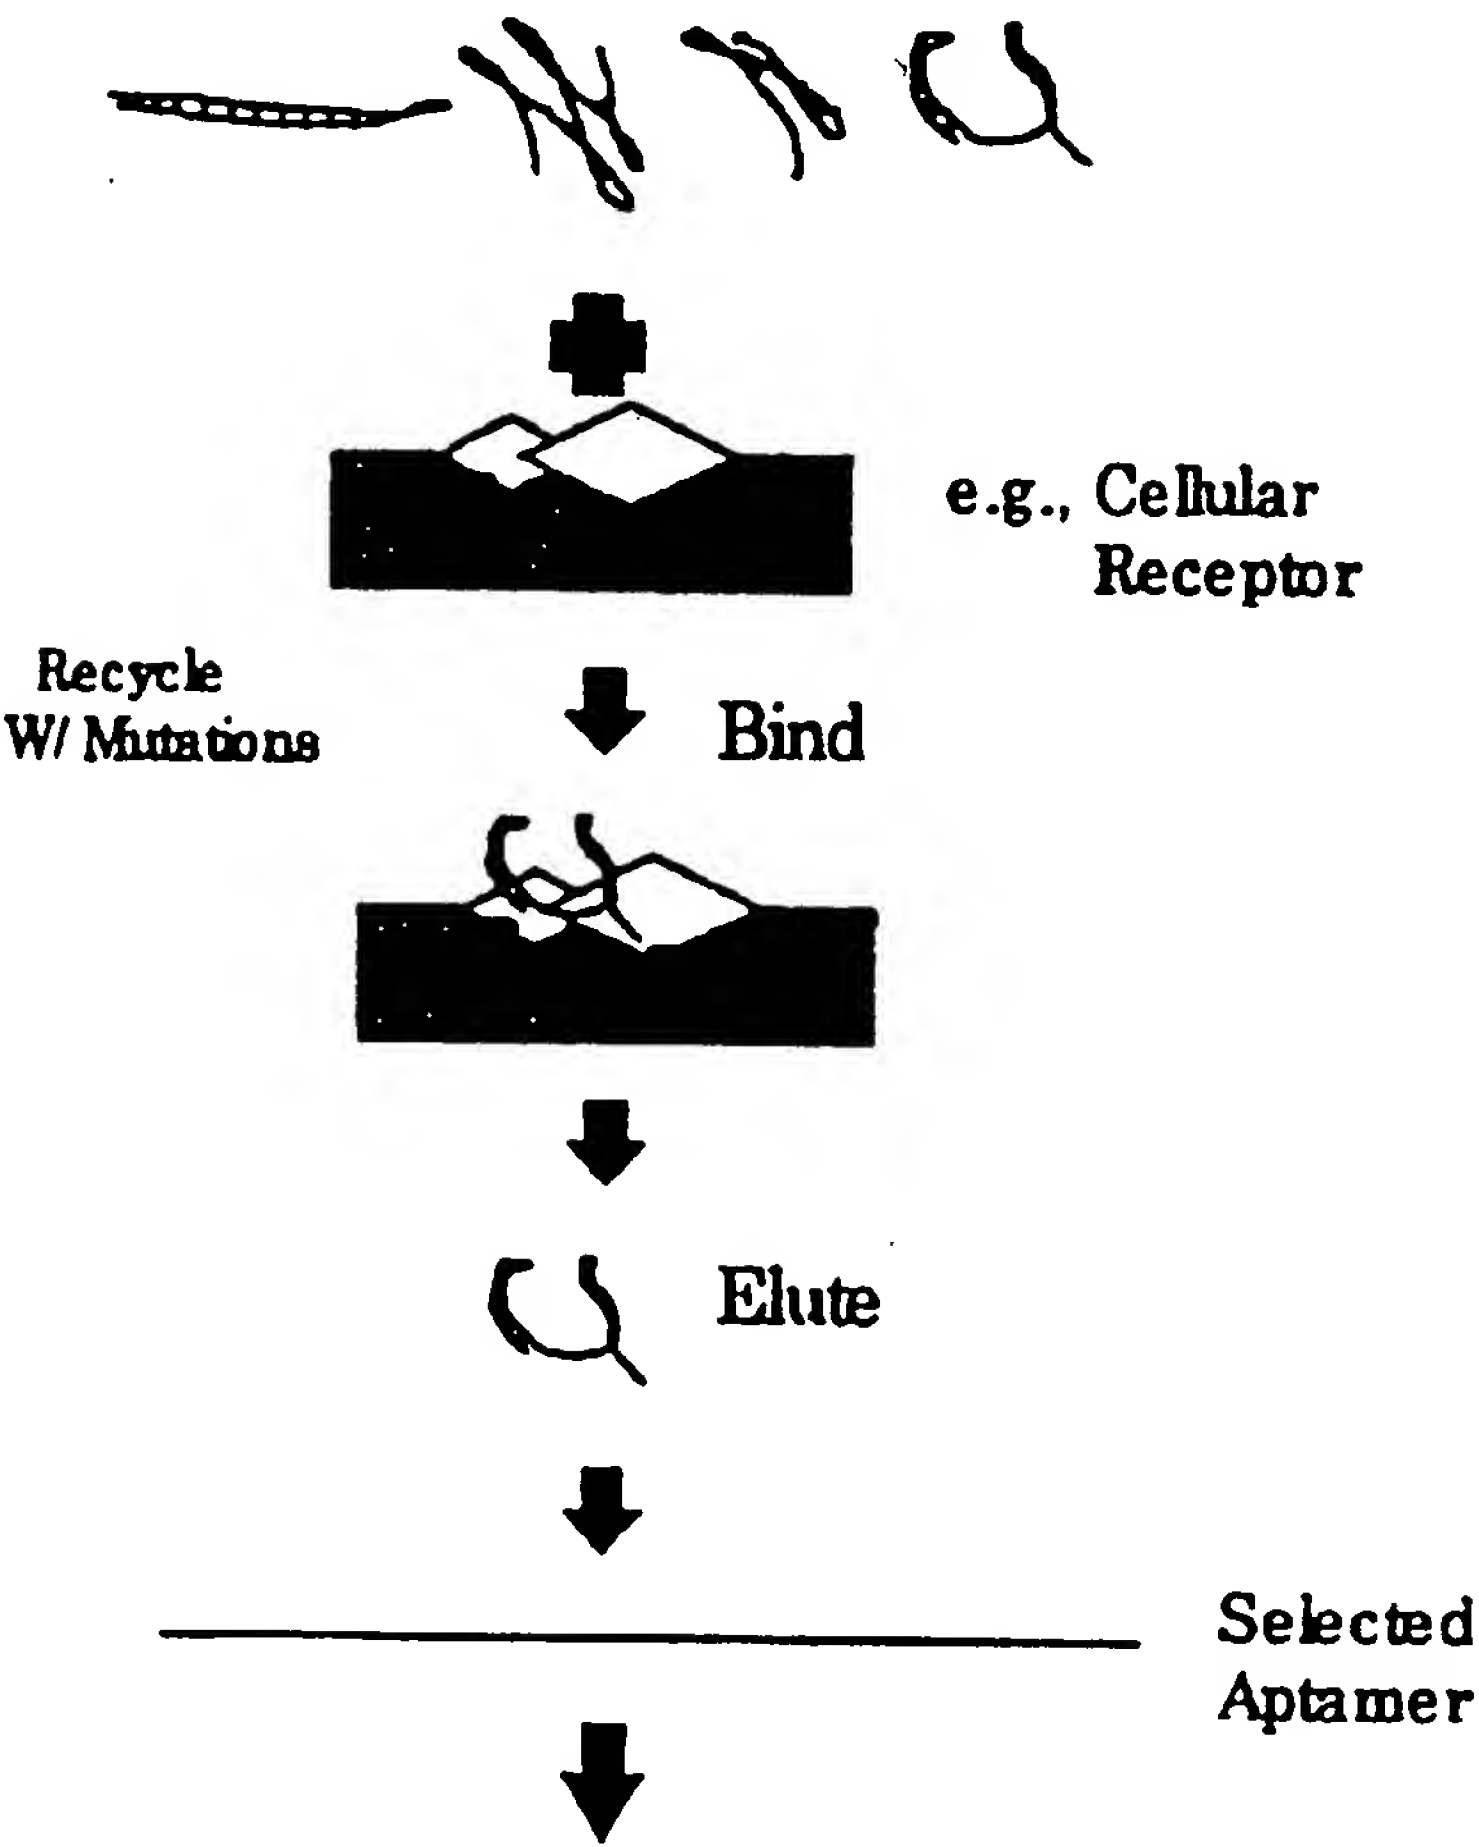 e.g., Cellular
Receptor
Recycle
W/ Mutations
Bind
Elute
Selected
Aptamer